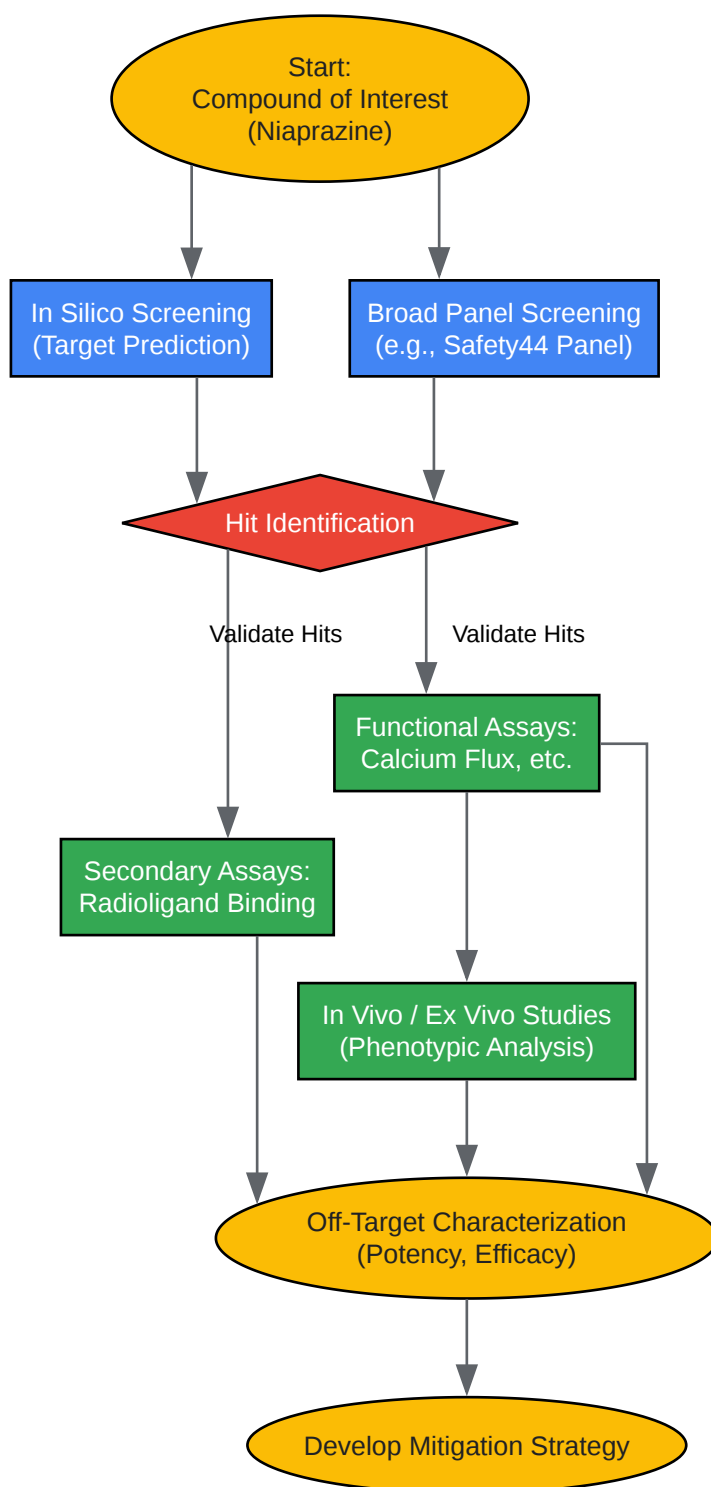 Start:
Compound of Interest
(Niaprazine)
In Silico Screening
(Target Prediction)
Broad Panel Screening
(e.g., Safety44 Panel)
Hit Identification
Validate Hits
Validate Hits
Functional Assays:
Calcium Flux, etc.
Secondary Assays:
Radioligand Binding
In Vivo / Ex Vivo Studies
(Phenotypic Analysis)
Off-Target Characterization
(Potency, Efficacy)
Develop Mitigation Strategy